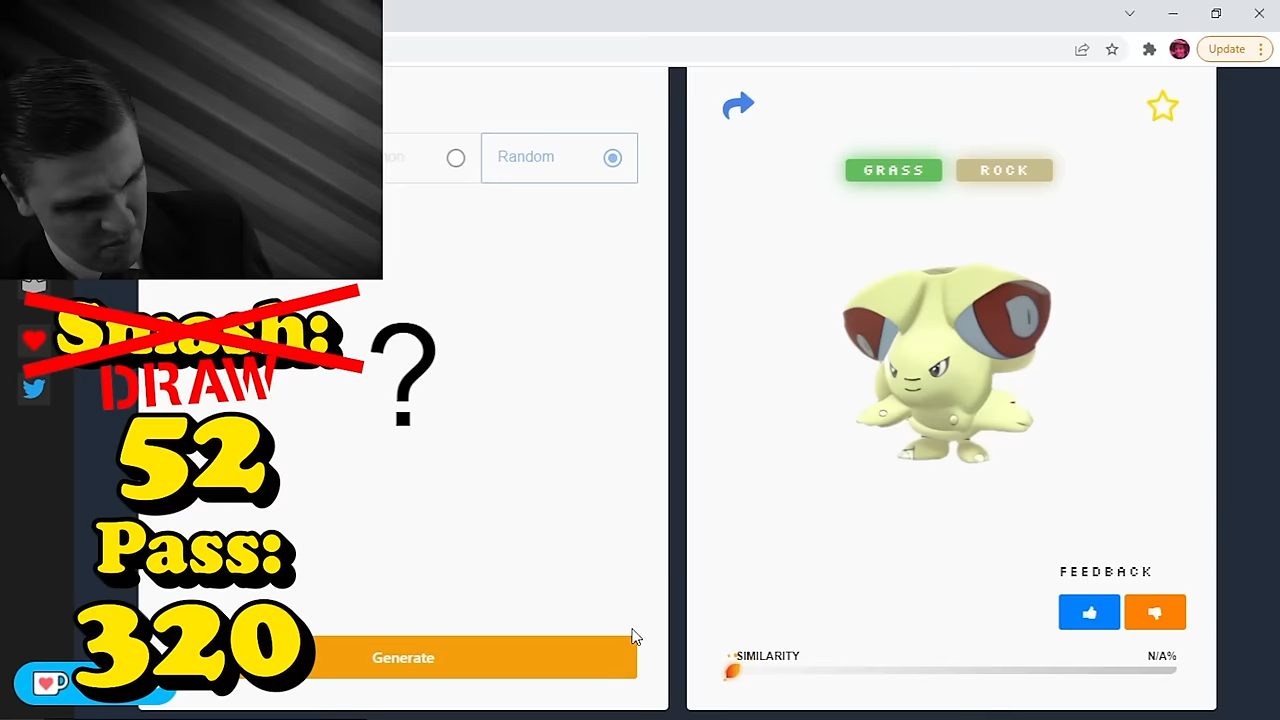 Update
Random
GRASS
ROCK
Smash:
DRAW
?
52
Pass:
320
Generate
FEEDBACK
SIMILARITY
N/A%